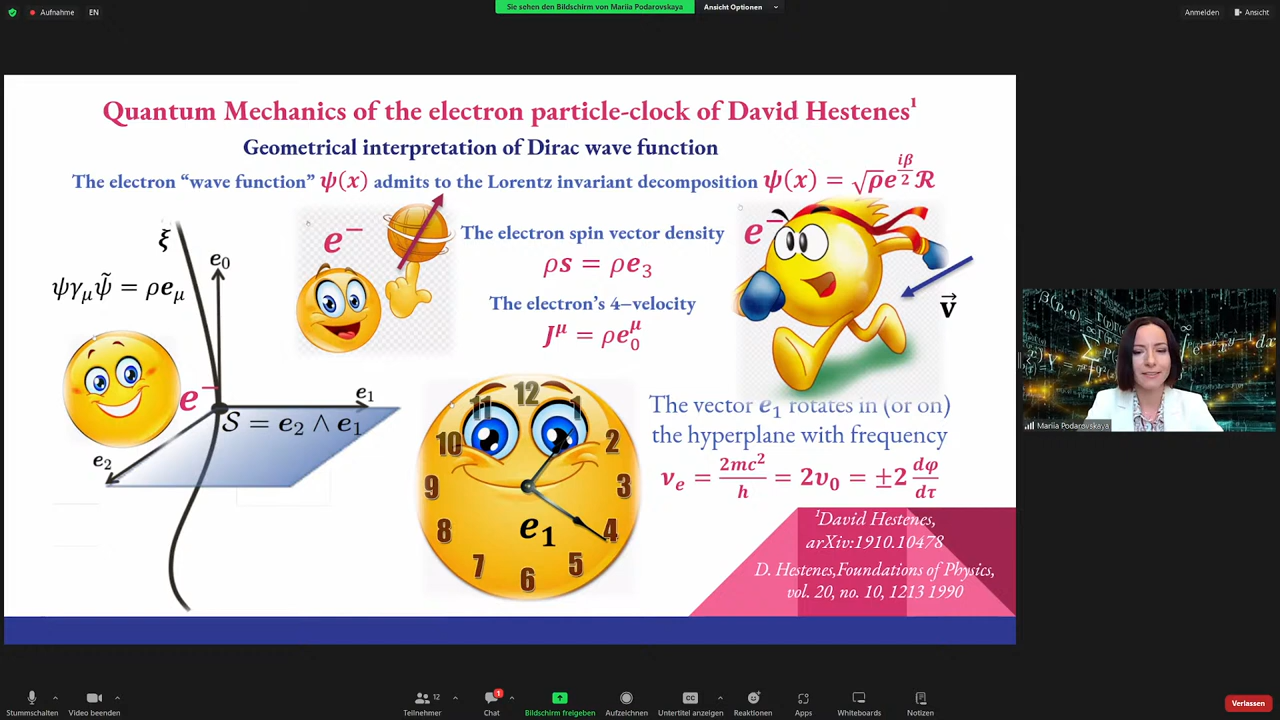 Aufnahme
EN
Sie sehen den Bildschirm von Mariia Podarovskaya
Ansicht Optionen
Anmelden
Ansicht
Quantum Mechanics of the electron particle-clock of David Hestenes¹
Geometrical interpretation of Dirac wave function
The electron “wave function” ψ(x) admits to the Lorentz invariant decomposition ψ(x) = √ρe^{iβ/2}ℛ
ξ
e₀
ψγ_μψ̃ = ρe_μ
e⁻
e₁
𝒮 = e₂ ∧ e₁
e₂
e⁻
The electron spin vector density
ρs = ρe₃
The electron’s 4–velocity
J^μ = ρe₀^μ
e⁻
v⃗
12
11
1
10
2
9
3
8
4
7
5
6
e₁
The vector e₁ rotates in (or on)
the hyperplane with frequency
ν_e = 2mc²/h = 2υ₀ = ±2 dφ/dτ
¹David Hestenes,
arXiv:1910.10478
D. Hestenes,Foundations of Physics,
vol. 20, no. 10, 1213 1990
Mariia Podarovskaya
Stummschalten
Video beenden
12
Teilnehmer
1
Chat
Bildschirm freigeben
Aufzeichnen
CC
Untertitel anzeigen
Reaktionen
Apps
Whiteboards
Notizen
Verlassen